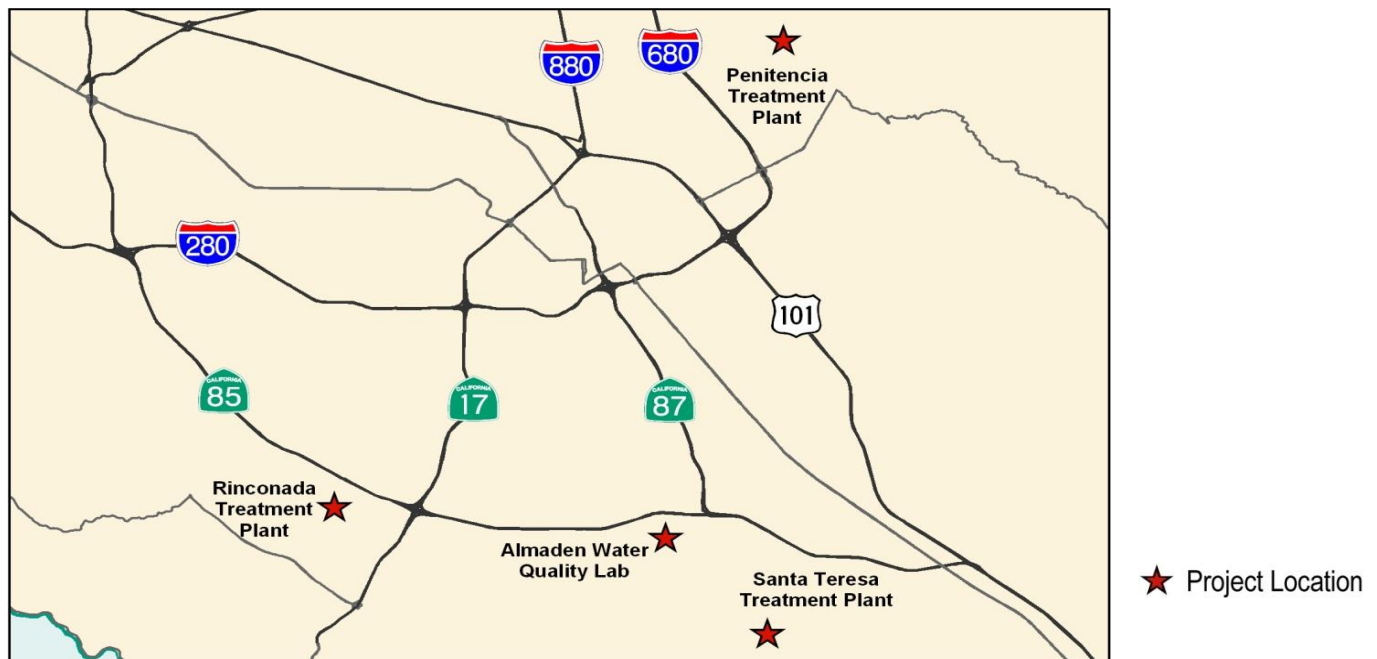 880
680
Penitencia
Treatment
Plant
280
101
CALIFORNIA
85
CALIFORNIA
17
CALIFORNIA
87
Rinconada
Treatment
Plant
Almaden Water
Quality Lab
Santa Teresa
Treatment Plant
Project Location